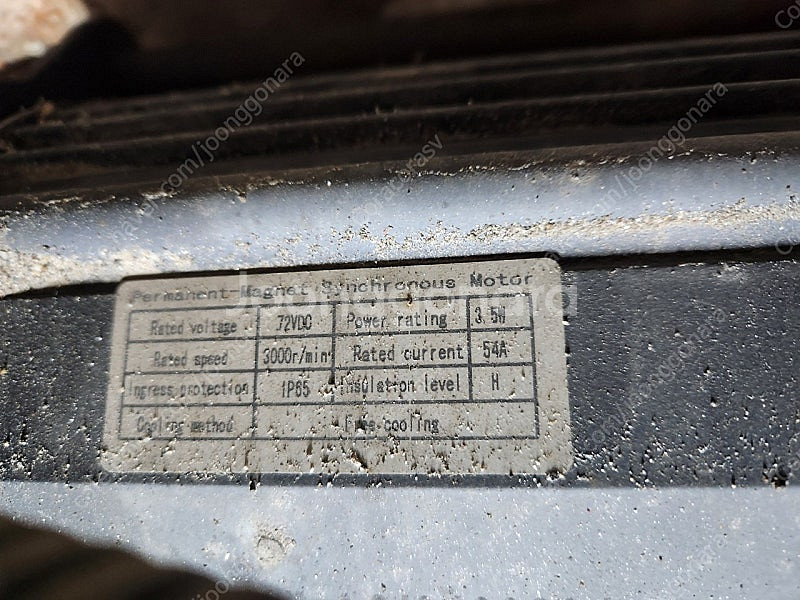 Permanent-Magnet Synchronous Motor
Rated voltage 72VDC Power rating 3.5W
Rated speed 3000r/min Rated current 54A
Ingress protection IP65 Insulation level H
Cooling method Free cooling
joonggonara